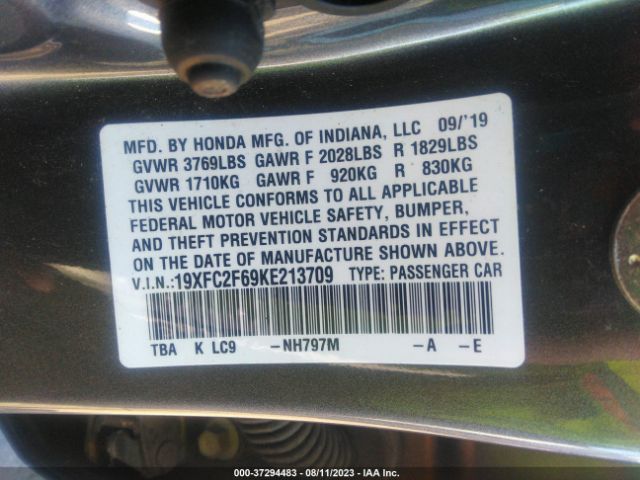 MFD. BY HONDA MFG. OF INDIANA, LLC 09/'19
GVWR 3769LBS GAWR F 2028LBS R 1829LBS
GVWR 1710KG GAWR F 920KG R 830KG
THIS VEHICLE CONFORMS TO ALL APPLICABLE
FEDERAL MOTOR VEHICLE SAFETY, BUMPER,
AND THEFT PREVENTION STANDARDS IN EFFECT
ON THE DATE OF MANUFACTURE SHOWN ABOVE.
V.I.N.:19XFC2F69KE213709 TYPE: PASSENGER CAR
TBA K LC9 -NH797M -A -E
000-37294483 - 08/11/2023 - IAA Inc.